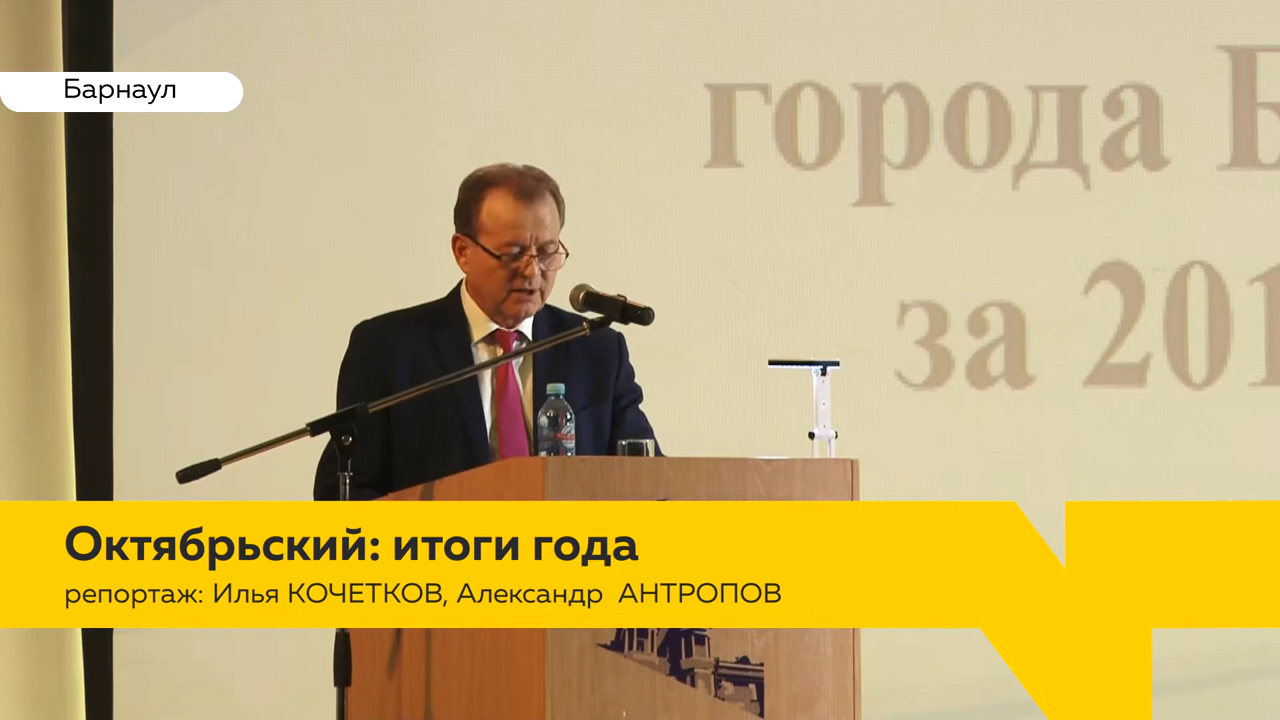 Барнаул
города Б
за 201
Октябрьский: итоги года
репортаж: Илья КОЧЕТКОВ, Александр АНТРОПОВ